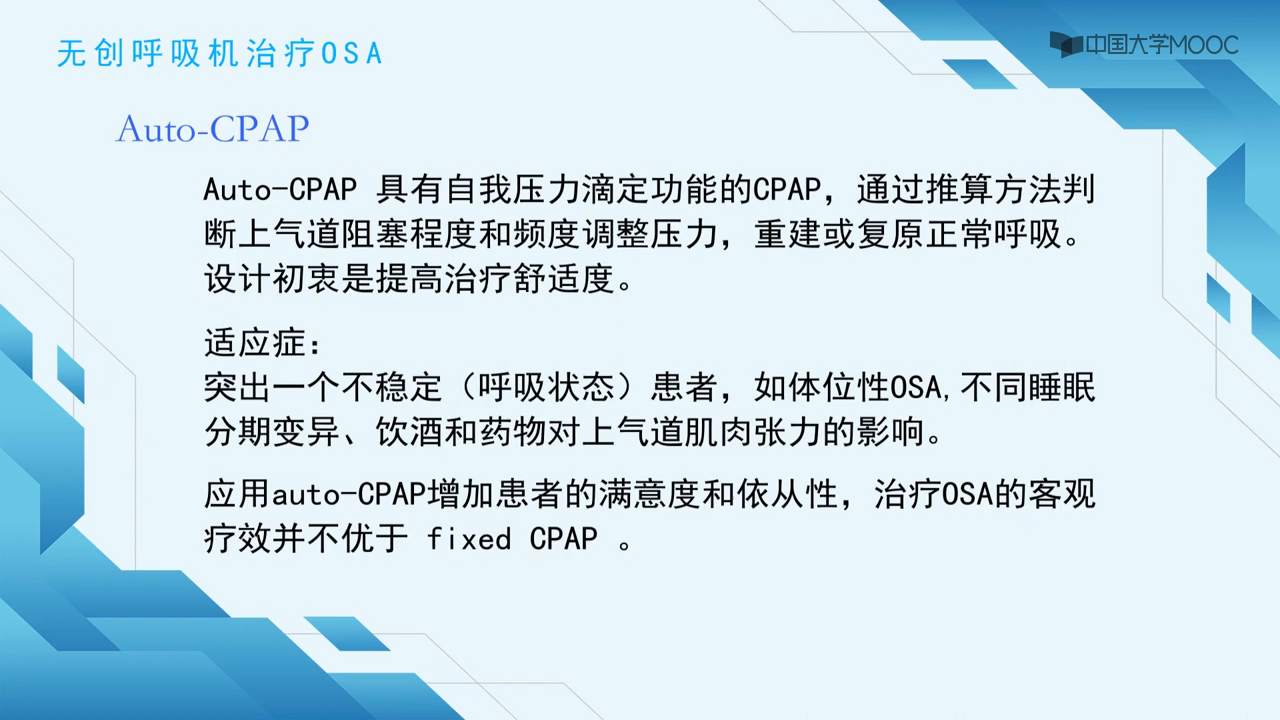 无创呼吸机治疗OSA
中国大学MOOC
Auto-CPAP
Auto-CPAP 具有自我压力滴定功能的CPAP，通过推算方法判
断上气道阻塞程度和频度调整压力，重建或复原正常呼吸。
设计初衷是提高治疗舒适度。
适应症：
突出一个不稳定（呼吸状态）患者，如体位性OSA,不同睡眠
分期变异、饮酒和药物对上气道肌肉张力的影响。
应用auto-CPAP增加患者的满意度和依从性，治疗OSA的客观
疗效并不优于 fixed CPAP 。